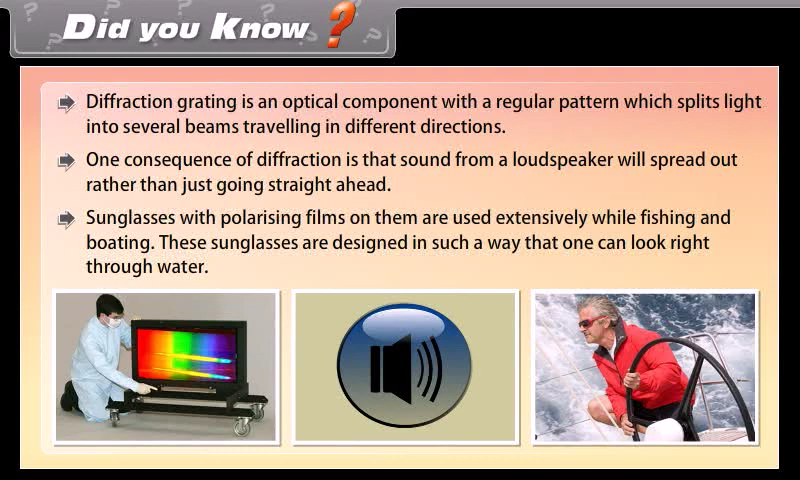 Did you Know ?
Diffraction grating is an optical component with a regular pattern which splits light
into several beams travelling in different directions.
One consequence of diffraction is that sound from a loudspeaker will spread out
rather than just going straight ahead.
Sunglasses with polarising films on them are used extensively while fishing and
boating. These sunglasses are designed in such a way that one can look right
through water.